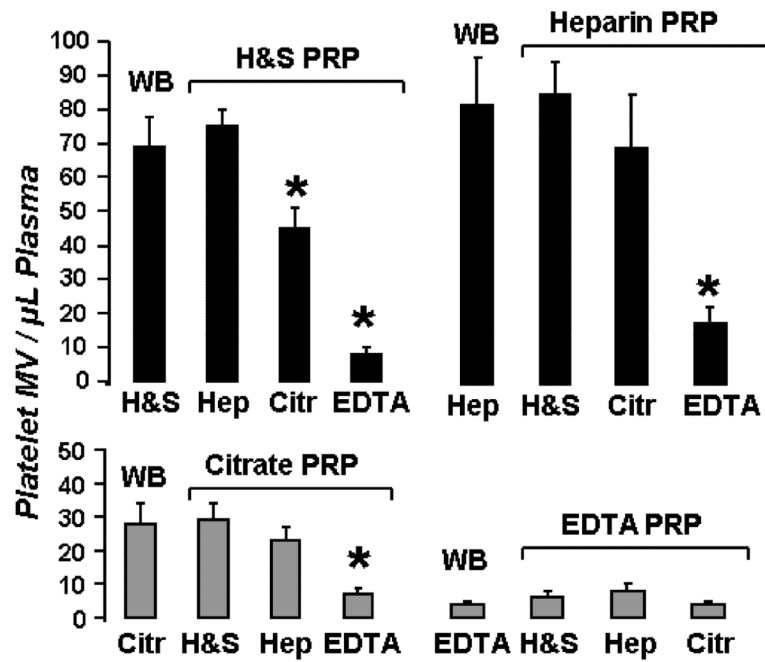 Platelet MV / µL Plasma
WB
H&S PRP
100
90
80
70
60
50
40
30
20
10
0
*
*
H&S Hep Citr EDTA
WB
Heparin PRP
*
Hep H&S Citr EDTA
WB
Citrate PRP
50
40
30
20
10
0
*
Citr H&S Hep EDTA
WB
EDTA PRP
EDTA H&S Hep Citr